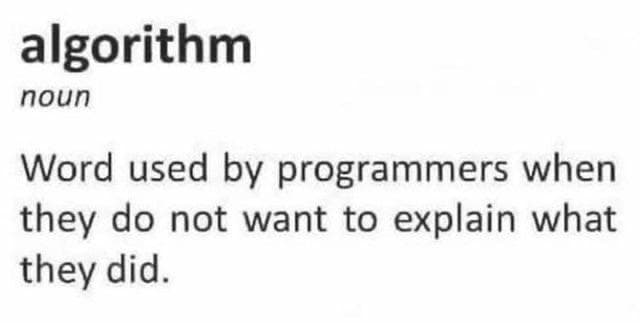 algorithm
noun
Word used by programmers when
they do not want to explain what
they did.